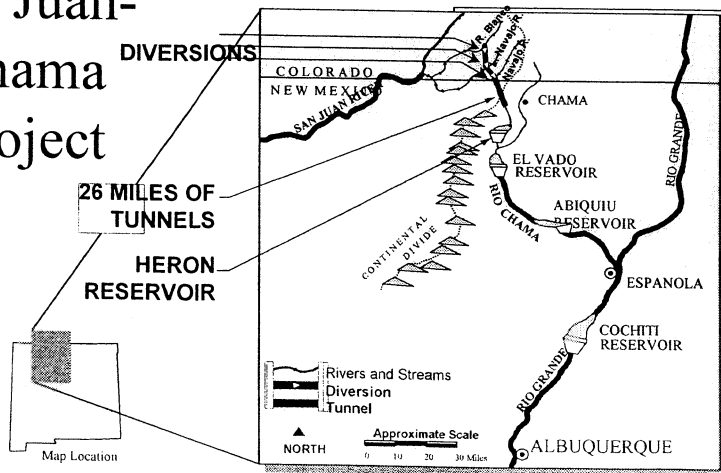 Juan-
hama
oject
DIVERSIONS
26 MILES OF
TUNNELS
HERON
RESERVOIR
COLORADO
NEW MEXICO
SAN JUAN RIVER
R. Blanco
L. Navajo R.
Navajo R.
CHAMA
EL VADO
RESERVOIR
RIO CHAMA
ABIQUIU
RESERVOIR
RIO GRANDE
CONTINENTAL
DIVIDE
ESPANOLA
COCHITI
RESERVOIR
RIO GRANDE
ALBUQUERQUE
Rivers and Streams
Diversion
Tunnel
NORTH
Approximate Scale
0 10 20 30 Miles
Map Location